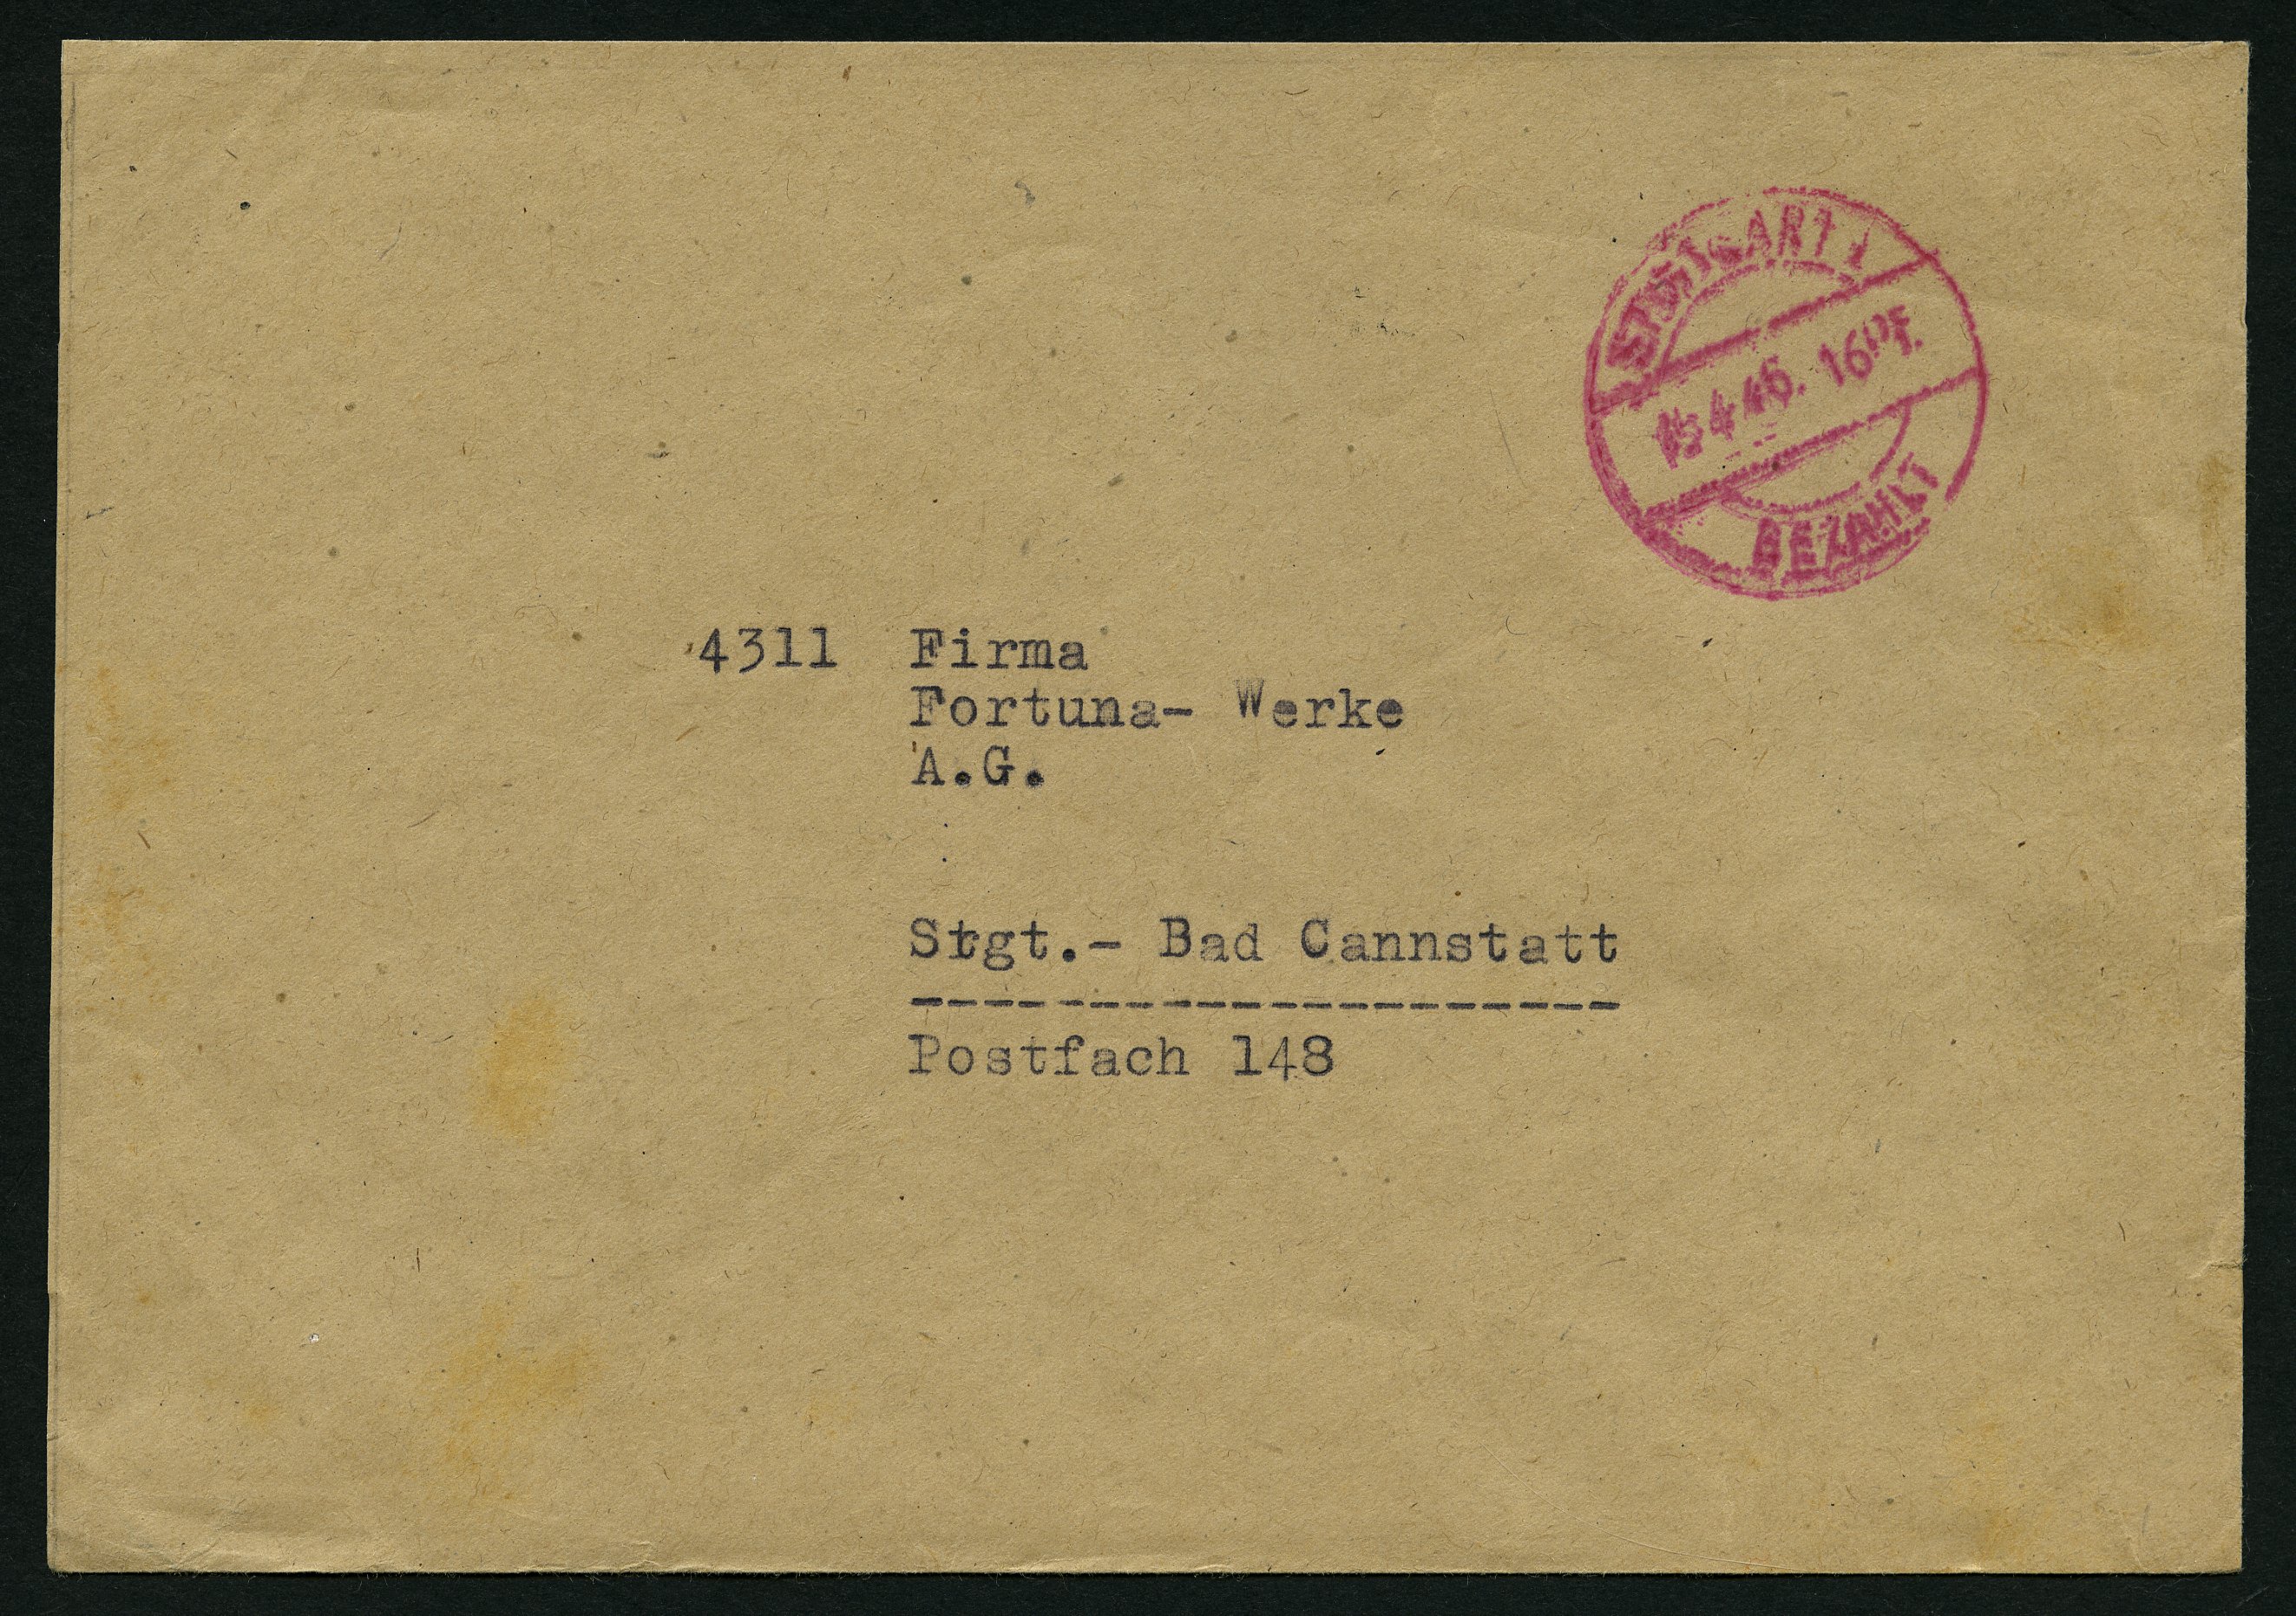 STUTTGART 1
15.4.46. 16 Pf.
BEZAHLT
4311 Firma
Fortuna- Werke
A.G.
Stgt.- Bad Cannstatt
--------------------
Postfach 148